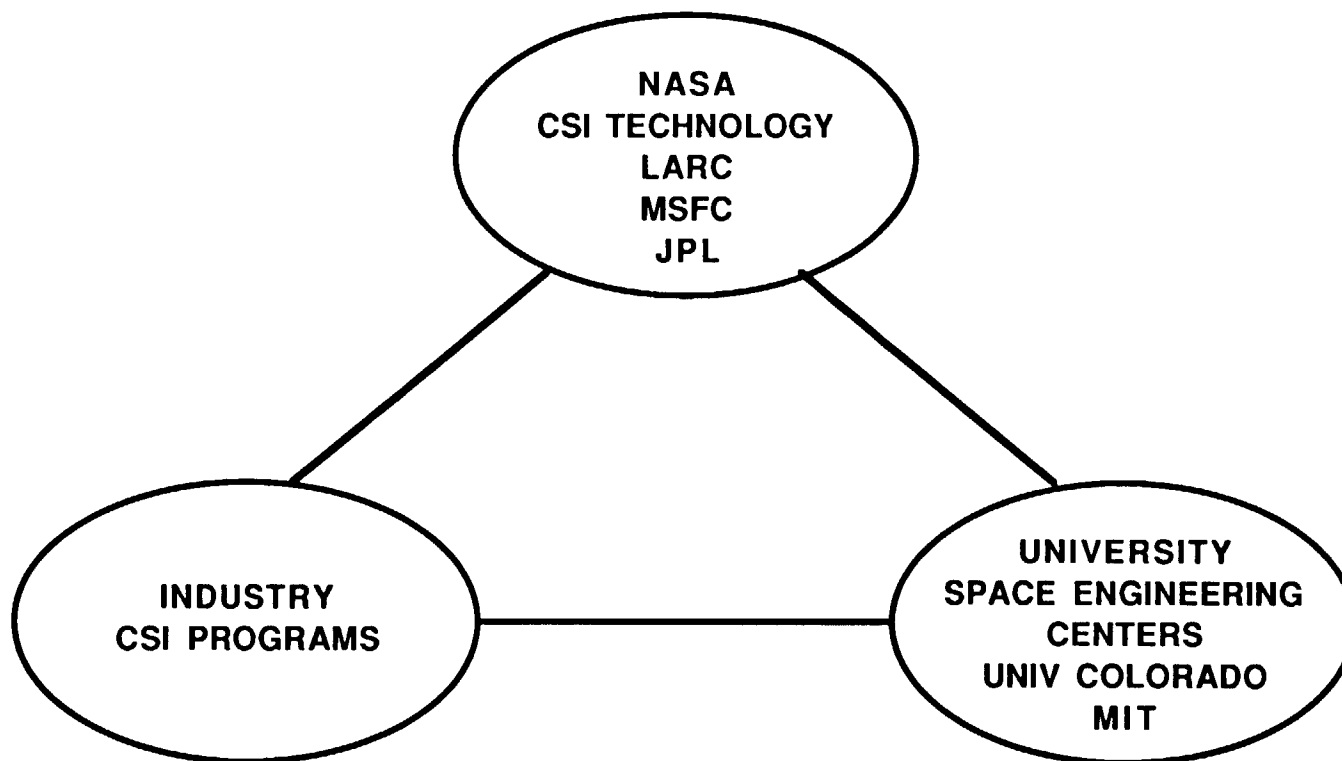 NASA
CSI TECHNOLOGY
LARC
MSFC
JPL
INDUSTRY
CSI PROGRAMS
UNIVERSITY
SPACE ENGINEERING
CENTERS
UNIV COLORADO
MIT